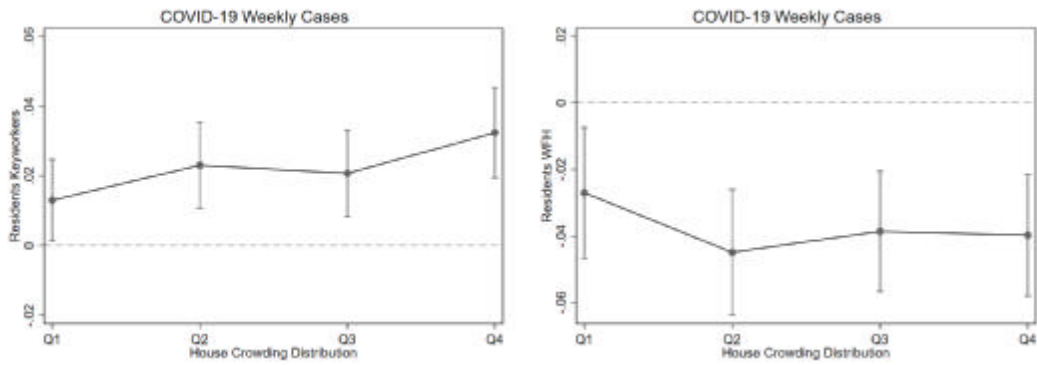 COVID-19 Weekly Cases
Residents Keyworkers
.06
.04
.02
0
-.02
Q1 Q2 Q3 Q4
House Crowding Distribution
COVID-19 Weekly Cases
Residents WFH
.02
0
-.02
-.04
-.06
Q1 Q2 Q3 Q4
House Crowding Distribution